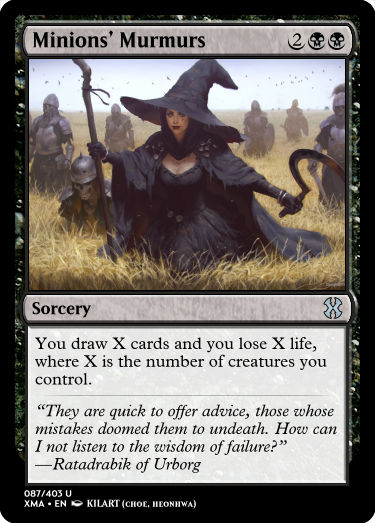 Minions' Murmurs 2
Sorcery
You draw X cards and you lose X life,
where X is the number of creatures you
control.
“They are quick to offer advice, those whose
mistakes doomed them to undeath. How can
I not listen to the wisdom of failure?”
—Ratadrabik of Urborg
087/403 U
XMA • EN KILART (CHOE, HEONHWA)